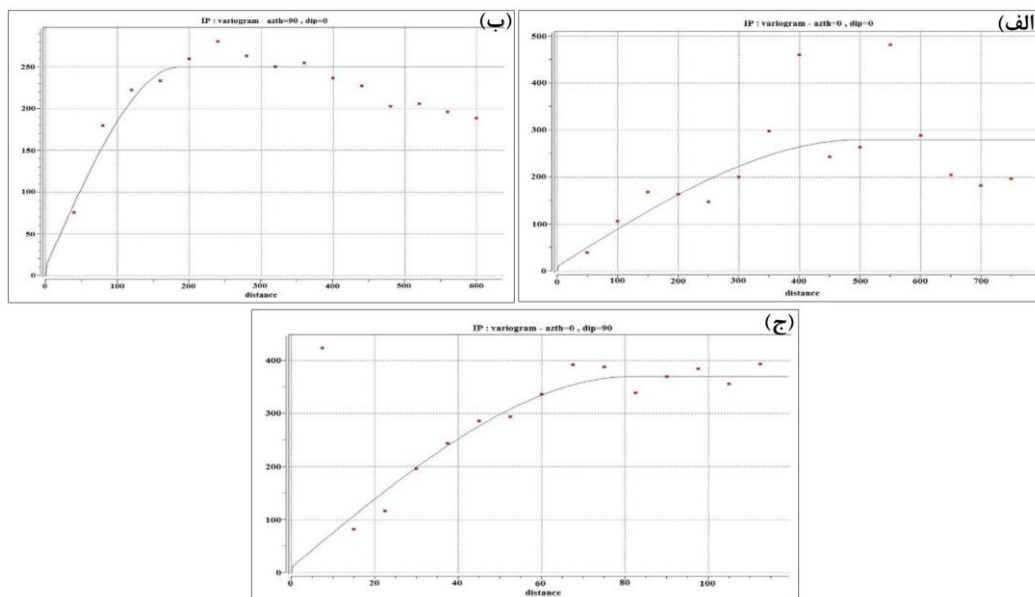 IP : variogram - azth=0 , dip=0
(الف)
500
400
300
200
100
0
0 100 200 300 400 500 600 700
distance
IP : variogram - azth=90 , dip=0
(ب)
250
200
150
100
50
0
0 100 200 300 400 500 600
distance
IP : variogram - azth=0 , dip=90
(ج)
400
300
200
100
0
0 20 40 60 80 100
distance